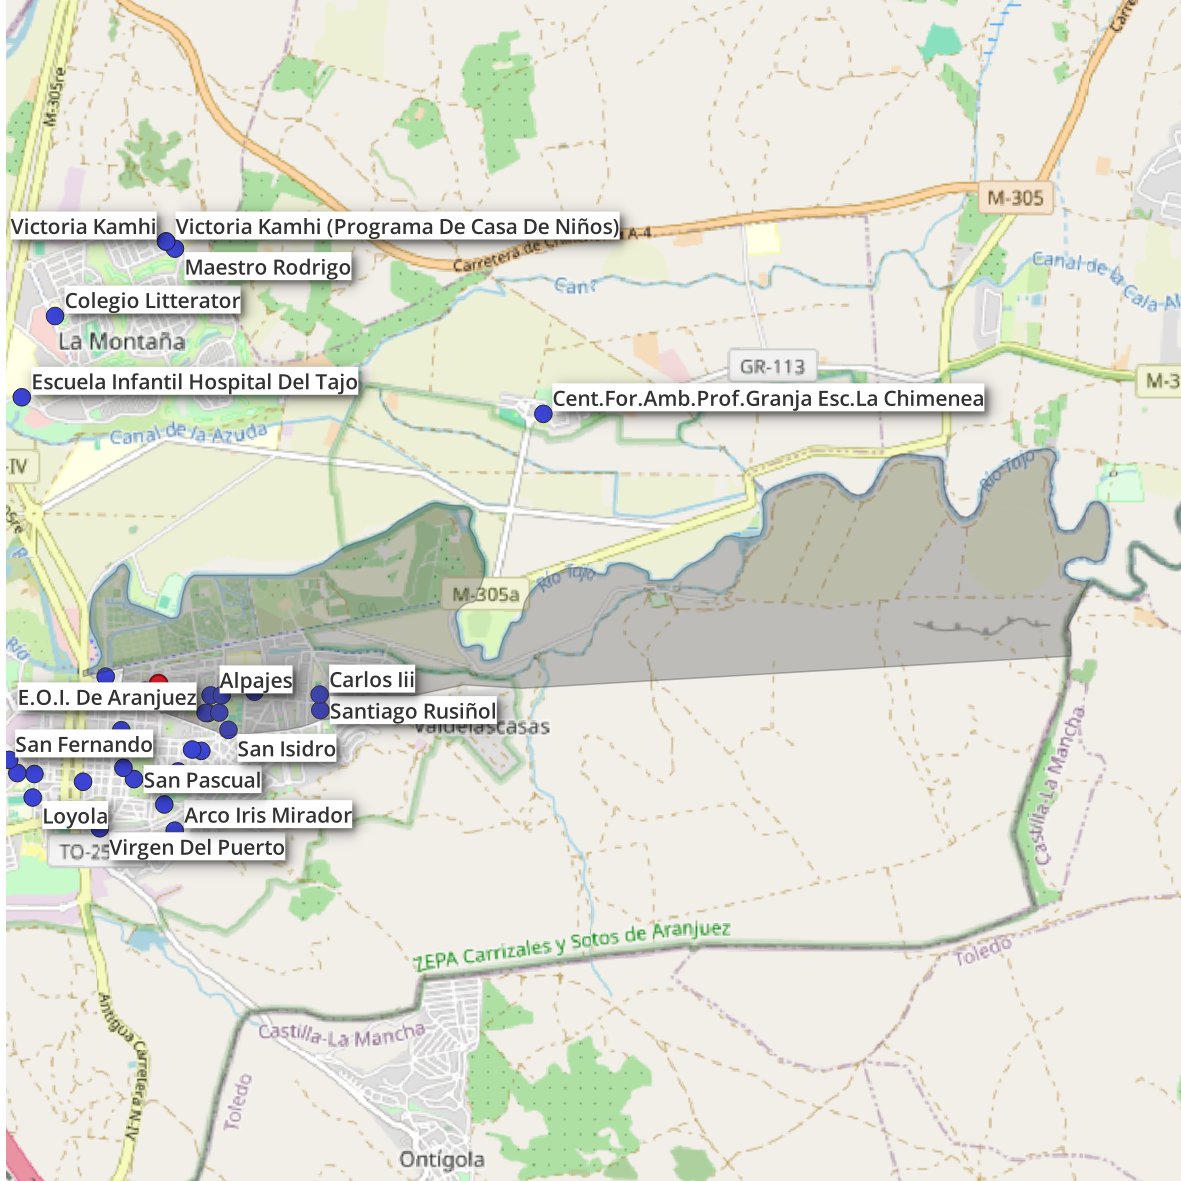 M-305re
Carre
M-305
Victoria Kamhi
Victoria Kamhi (Programa De Casa De Niños)
A-4
Carretera de
Maestro Rodrigo
Canal de la Cala Al
Colegio Litterator
La Montaña
GR-113
M-3
Escuela Infantil Hospital Del Tajo
Cent.For.Amb.Prof.Granja Esc.La Chimenea
Canal de la Azuda
-IV
Río Tajo
Río Tajo
M-305a
Río
Alpajes
Carlos Iii
E.O.I. De Aranjuez
Santiago Rusiñol
Valdelascasas
San Fernando
San Isidro
San Pascual
Loyola
Arco Iris Mirador
Virgen Del Puerto
TO-25
Castilla-La Mancha
ZEPA Carrizales y Sotos de Aranjuez
Toledo
Antigua Carretera N-IV
Castilla-La Mancha
Toledo
Ontígola